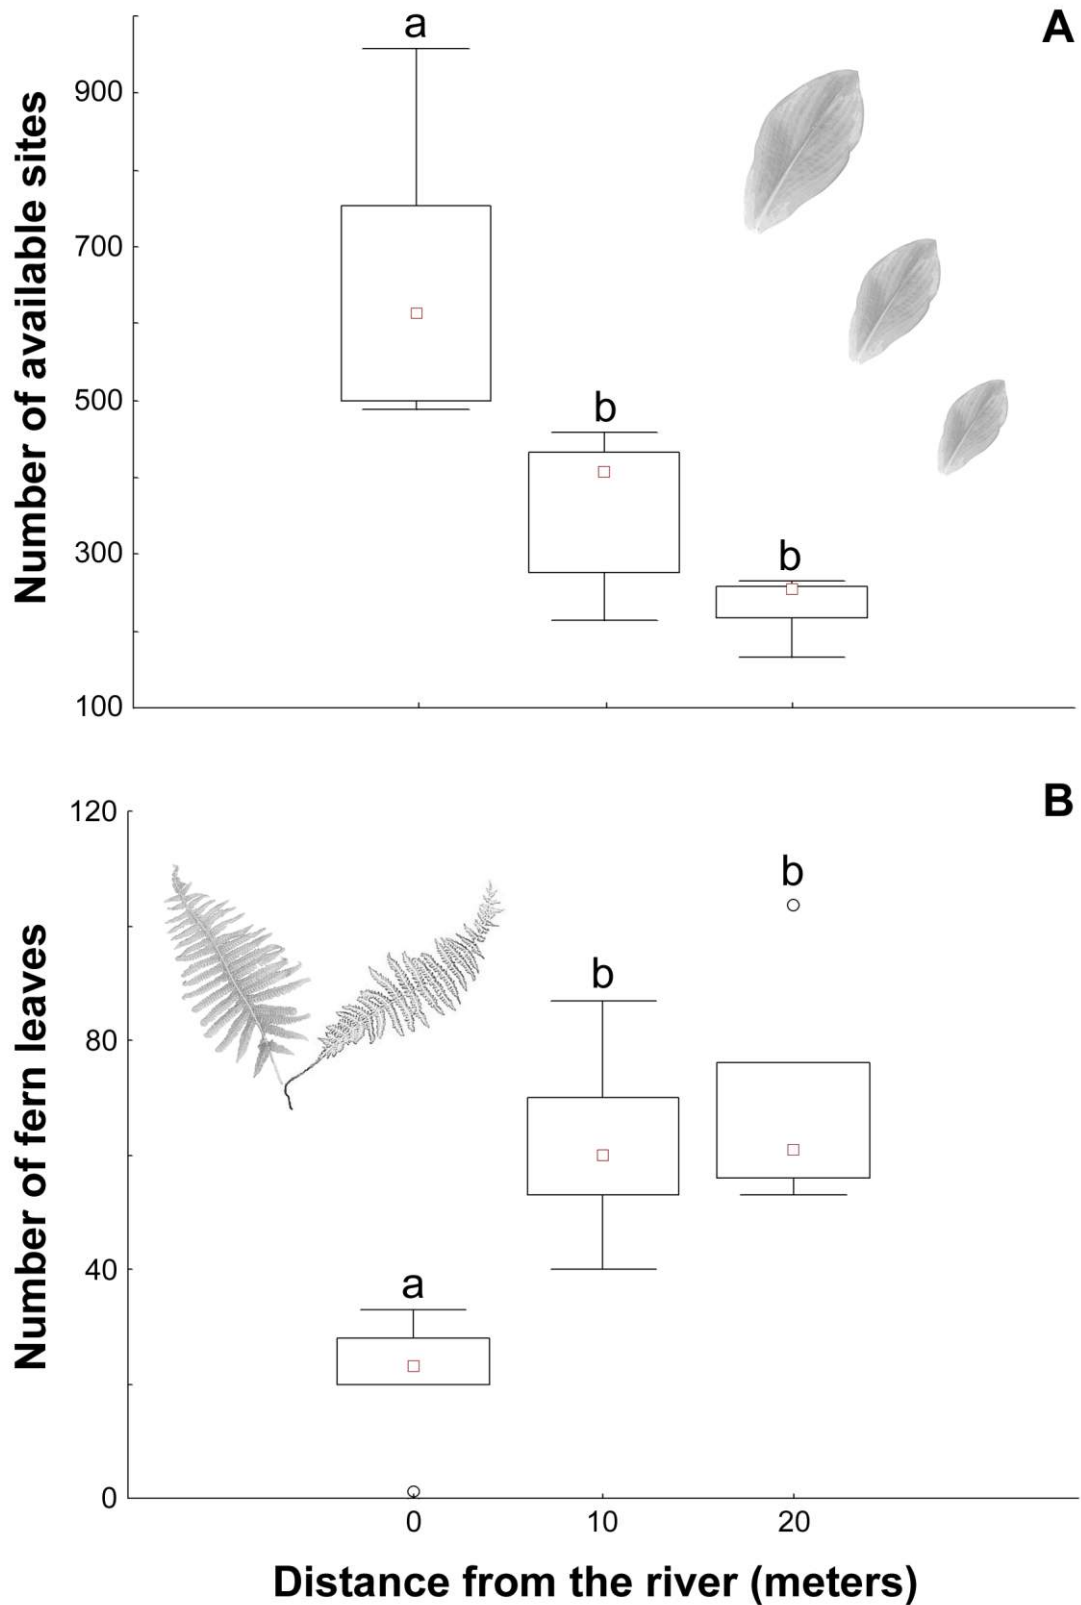 A
a
900
700
500
b
300
b
100
Number of available sites
B
120
b
b
80
40
a
0
Number of fern leaves
0 10 20
Distance from the river (meters)